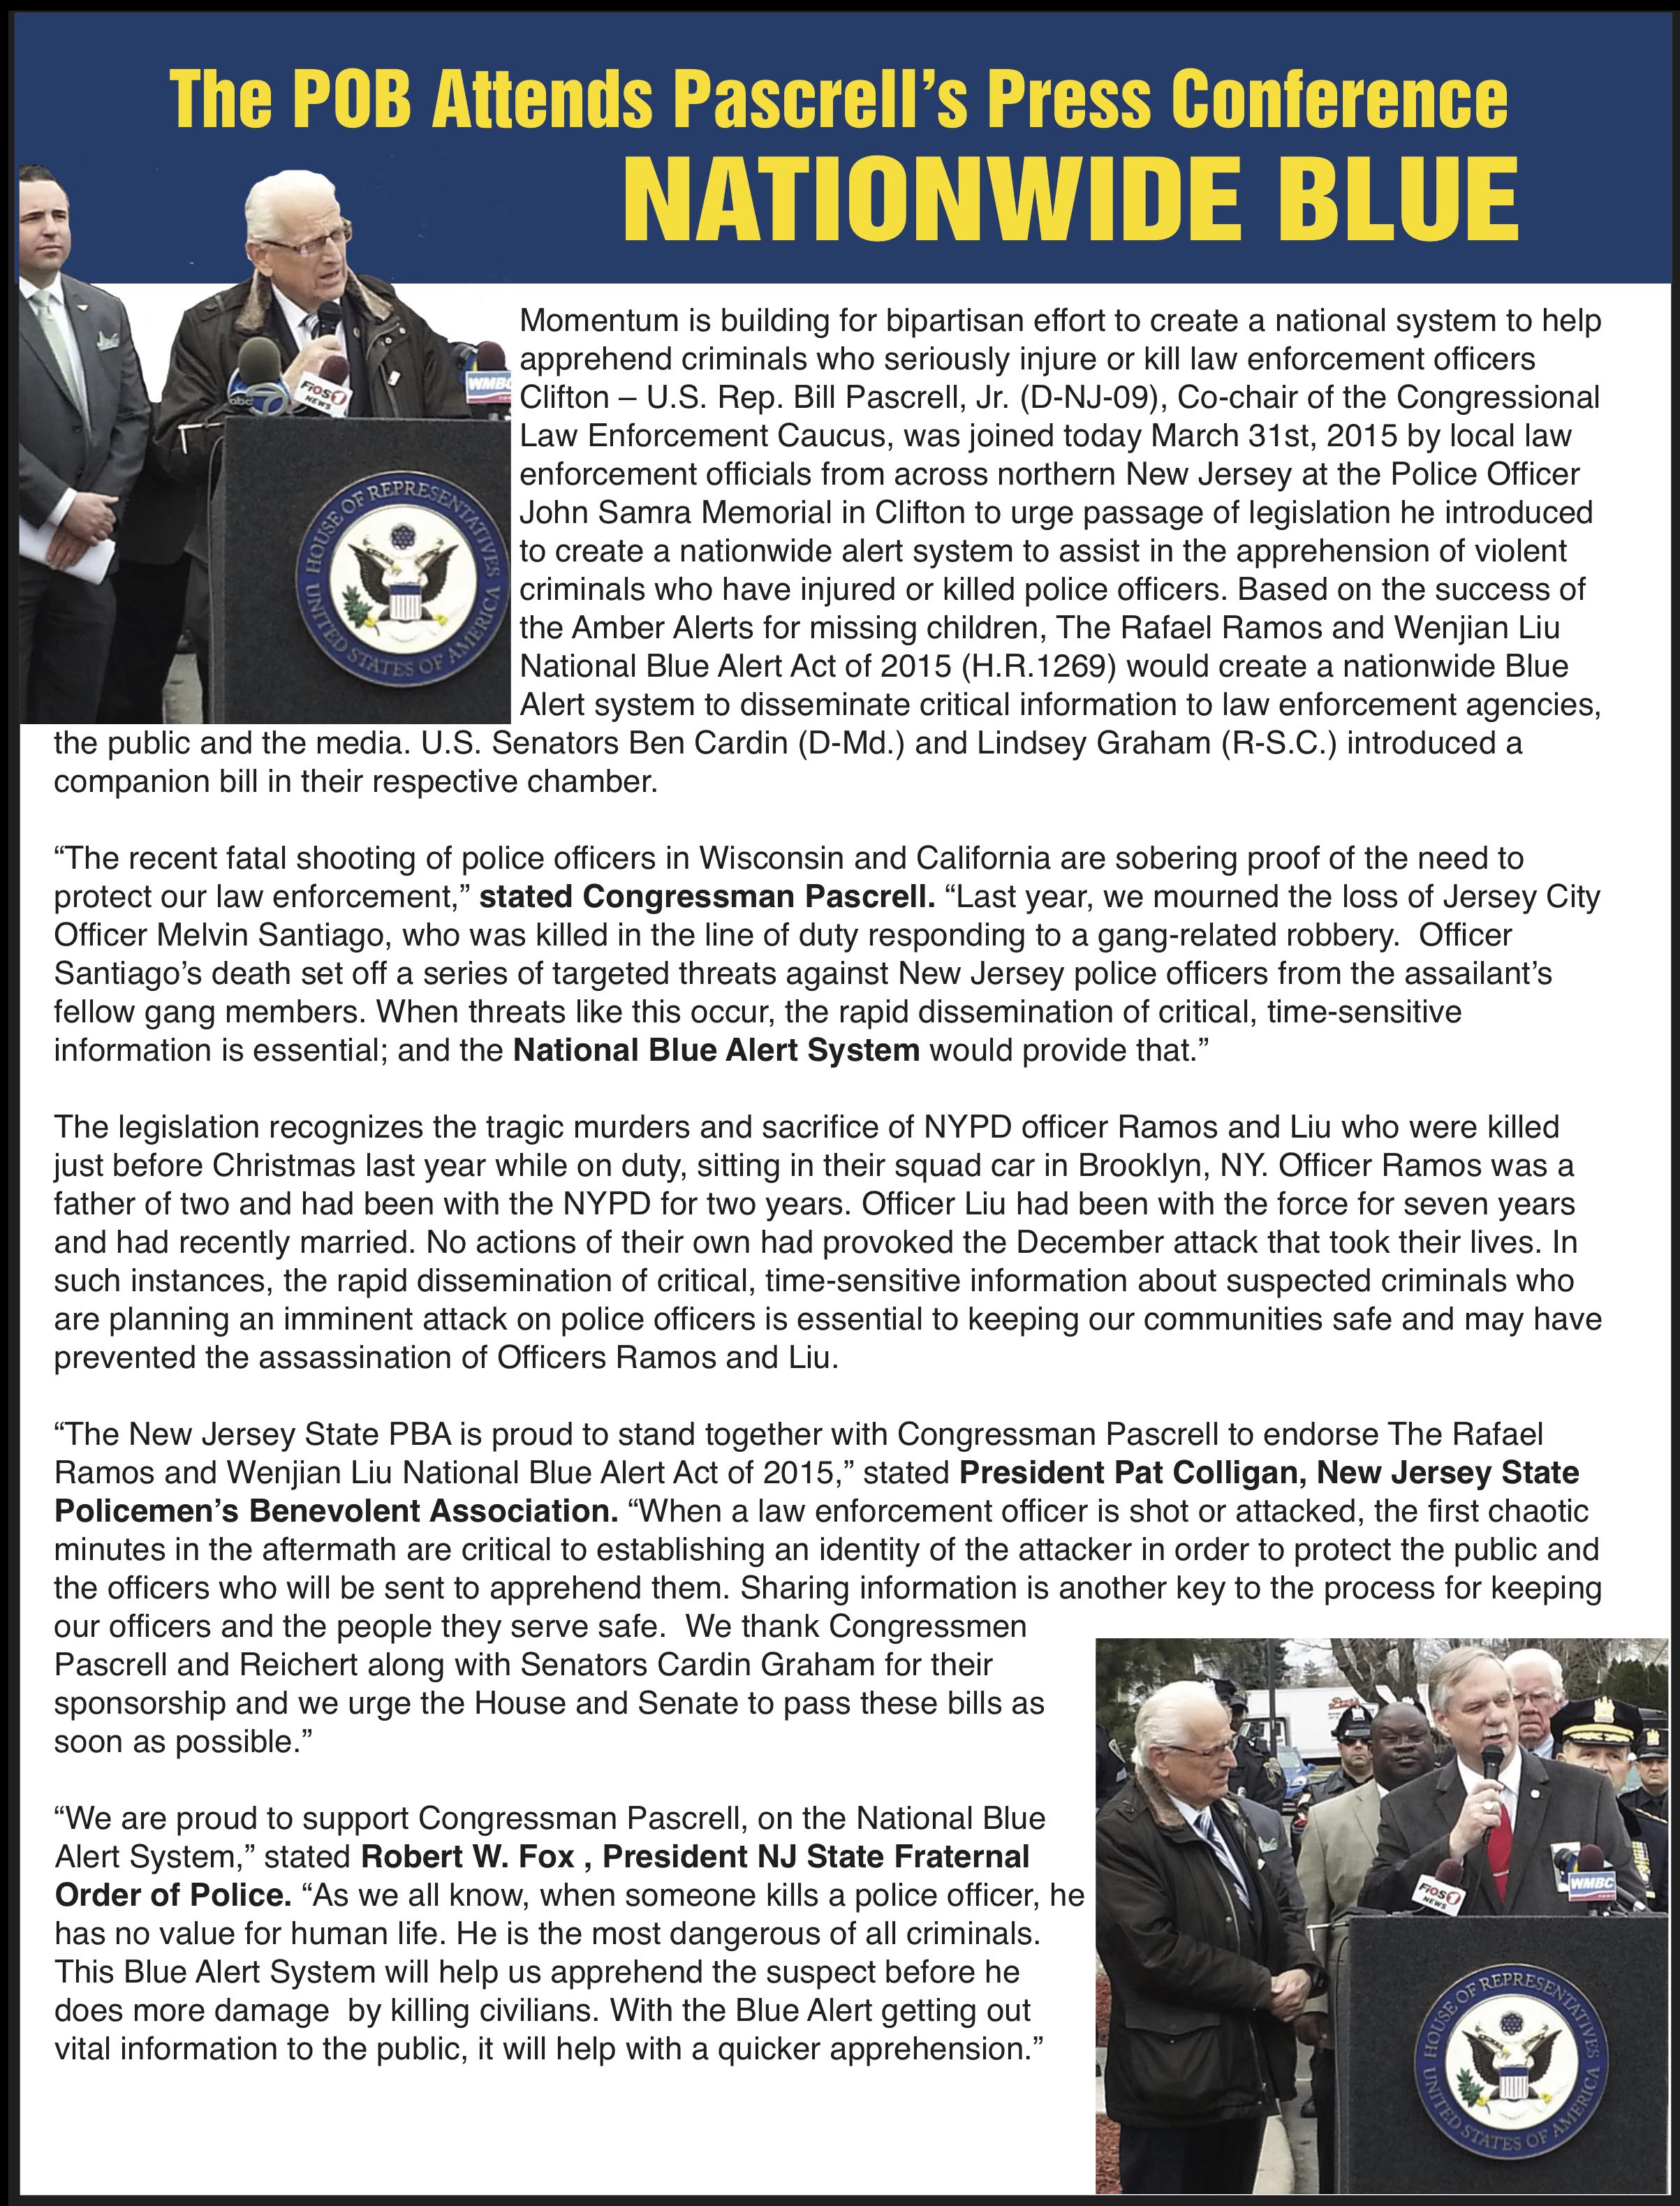 The POB Attends Pascrell’s Press Conference
NATIONWIDE BLUE
abc 7
FiOS1
NEWS
WMBC
HOUSE OF REPRESENTATIVES
UNITED STATES OF AMERICA
Momentum is building for bipartisan effort to create a national system to help
apprehend criminals who seriously injure or kill law enforcement officers
Clifton – U.S. Rep. Bill Pascrell, Jr. (D-NJ-09), Co-chair of the Congressional
Law Enforcement Caucus, was joined today March 31st, 2015 by local law
enforcement officials from across northern New Jersey at the Police Officer
John Samra Memorial in Clifton to urge passage of legislation he introduced
to create a nationwide alert system to assist in the apprehension of violent
criminals who have injured or killed police officers. Based on the success of
the Amber Alerts for missing children, The Rafael Ramos and Wenjian Liu
National Blue Alert Act of 2015 (H.R.1269) would create a nationwide Blue
Alert system to disseminate critical information to law enforcement agencies,
the public and the media. U.S. Senators Ben Cardin (D-Md.) and Lindsey Graham (R-S.C.) introduced a
companion bill in their respective chamber.
“The recent fatal shooting of police officers in Wisconsin and California are sobering proof of the need to
protect our law enforcement,” stated Congressman Pascrell. “Last year, we mourned the loss of Jersey City
Officer Melvin Santiago, who was killed in the line of duty responding to a gang-related robbery.  Officer
Santiago’s death set off a series of targeted threats against New Jersey police officers from the assailant’s
fellow gang members. When threats like this occur, the rapid dissemination of critical, time-sensitive
information is essential; and the National Blue Alert System would provide that.”
The legislation recognizes the tragic murders and sacrifice of NYPD officer Ramos and Liu who were killed
just before Christmas last year while on duty, sitting in their squad car in Brooklyn, NY. Officer Ramos was a
father of two and had been with the NYPD for two years. Officer Liu had been with the force for seven years
and had recently married. No actions of their own had provoked the December attack that took their lives. In
such instances, the rapid dissemination of critical, time-sensitive information about suspected criminals who
are planning an imminent attack on police officers is essential to keeping our communities safe and may have
prevented the assassination of Officers Ramos and Liu.
“The New Jersey State PBA is proud to stand together with Congressman Pascrell to endorse The Rafael
Ramos and Wenjian Liu National Blue Alert Act of 2015,” stated President Pat Colligan, New Jersey State
Policemen’s Benevolent Association. “When a law enforcement officer is shot or attacked, the first chaotic
minutes in the aftermath are critical to establishing an identity of the attacker in order to protect the public and
the officers who will be sent to apprehend them. Sharing information is another key to the process for keeping
our officers and the people they serve safe.  We thank Congressmen
Pascrell and Reichert along with Senators Cardin Graham for their
sponsorship and we urge the House and Senate to pass these bills as
soon as possible.”
“We are proud to support Congressman Pascrell, on the National Blue
Alert System,” stated Robert W. Fox , President NJ State Fraternal
Order of Police. “As we all know, when someone kills a police officer, he
has no value for human life. He is the most dangerous of all criminals.
This Blue Alert System will help us apprehend the suspect before he
does more damage  by killing civilians. With the Blue Alert getting out
vital information to the public, it will help with a quicker apprehension.”
FiOS1
NEWS
WMBC
HOUSE OF REPRESENTATIVES
UNITED STATES OF AMERICA